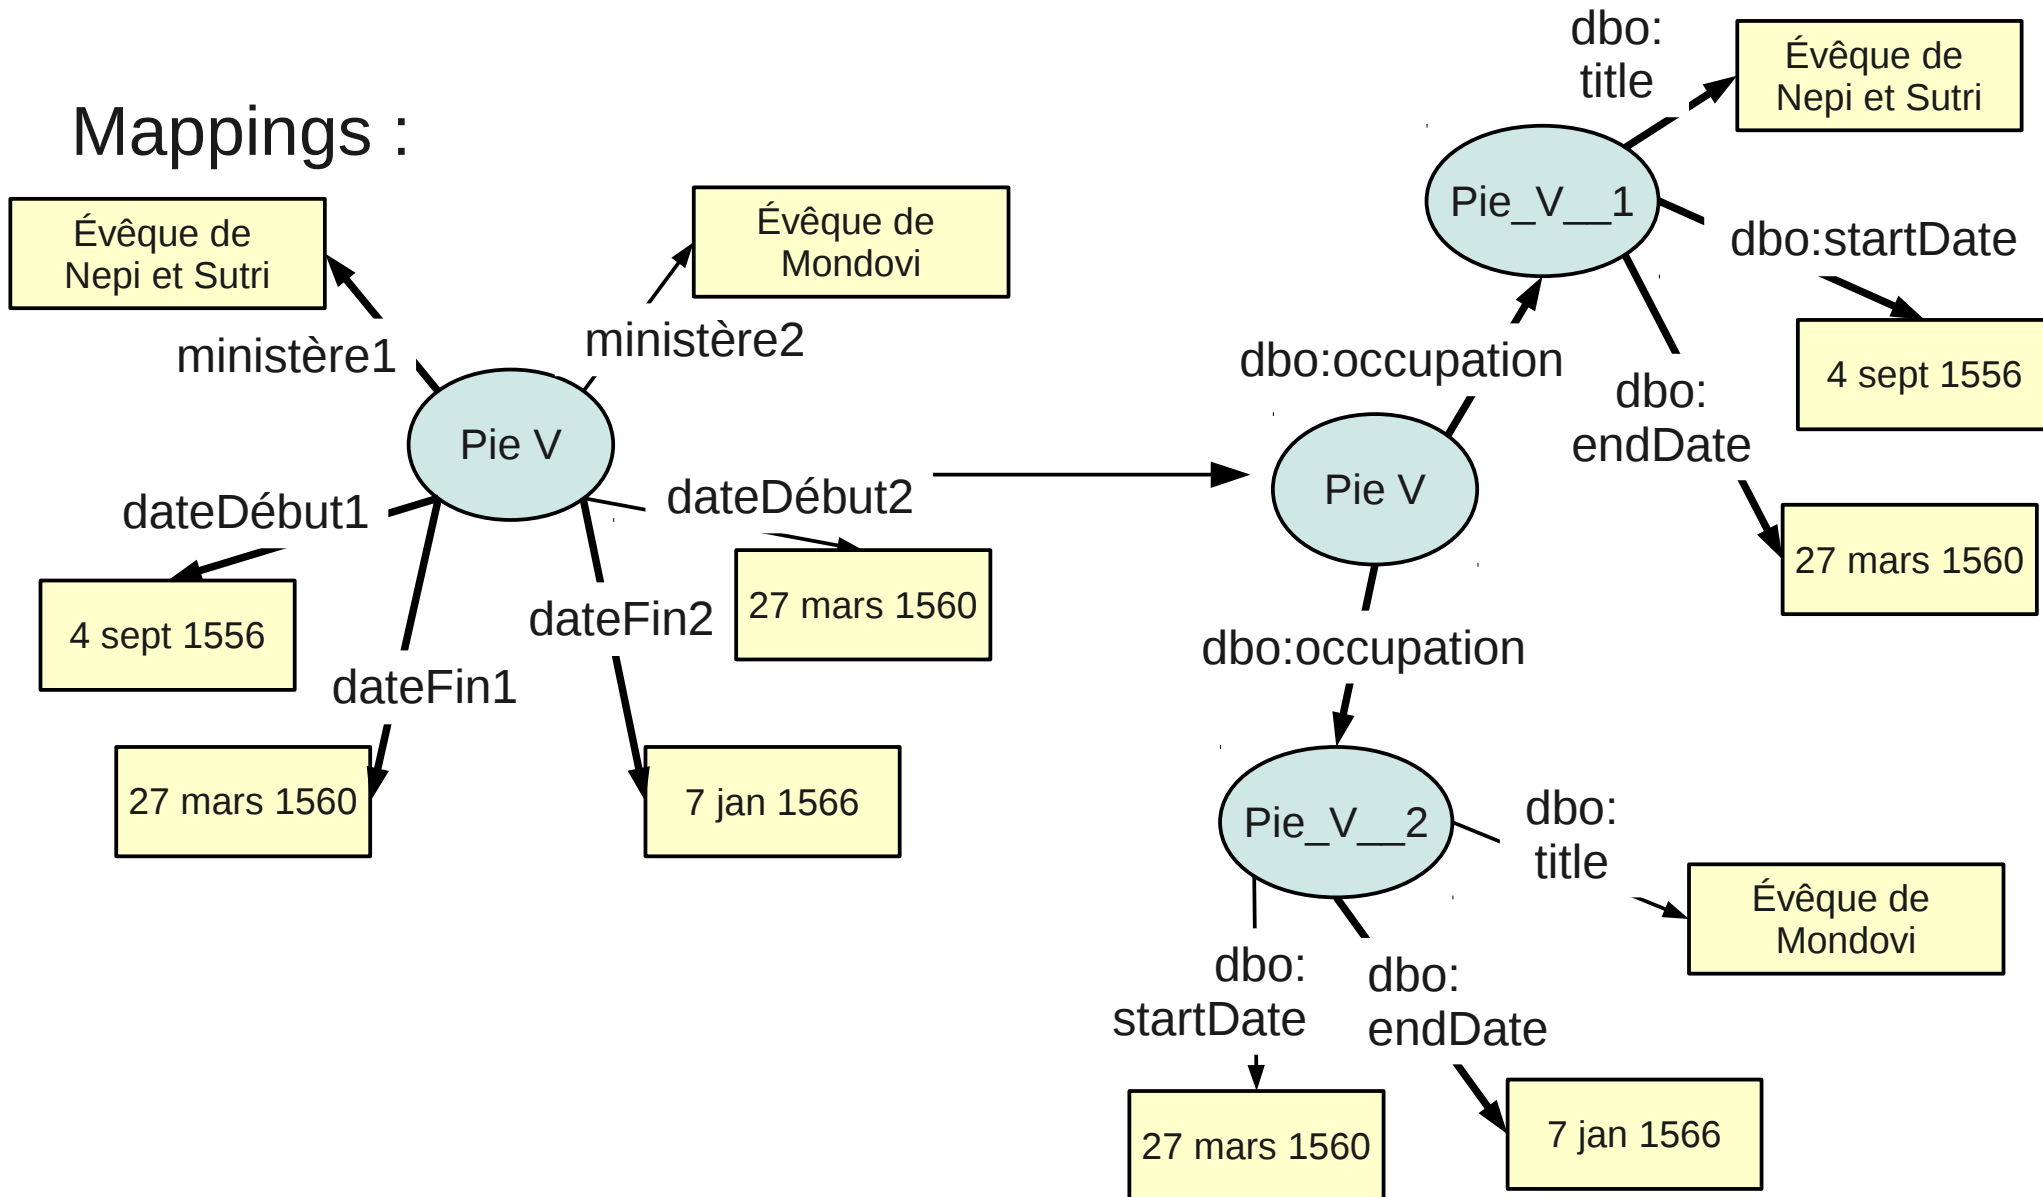 Mappings :
Évêque de
Nepi et Sutri
ministère1
Évêque de
Mondovi
ministère2
Pie V
dateDébut1
4 sept 1556
dateFin1
27 mars 1560
dateDébut2
27 mars 1560
dateFin2
7 jan 1566
dbo:
title
Évêque de
Nepi et Sutri
Pie_V__1
dbo:startDate
4 sept 1556
dbo:occupation
dbo:
endDate
27 mars 1560
Pie V
dbo:occupation
Pie_V__2
dbo:
title
Évêque de
Mondovi
dbo:
startDate
27 mars 1560
dbo:
endDate
7 jan 1566